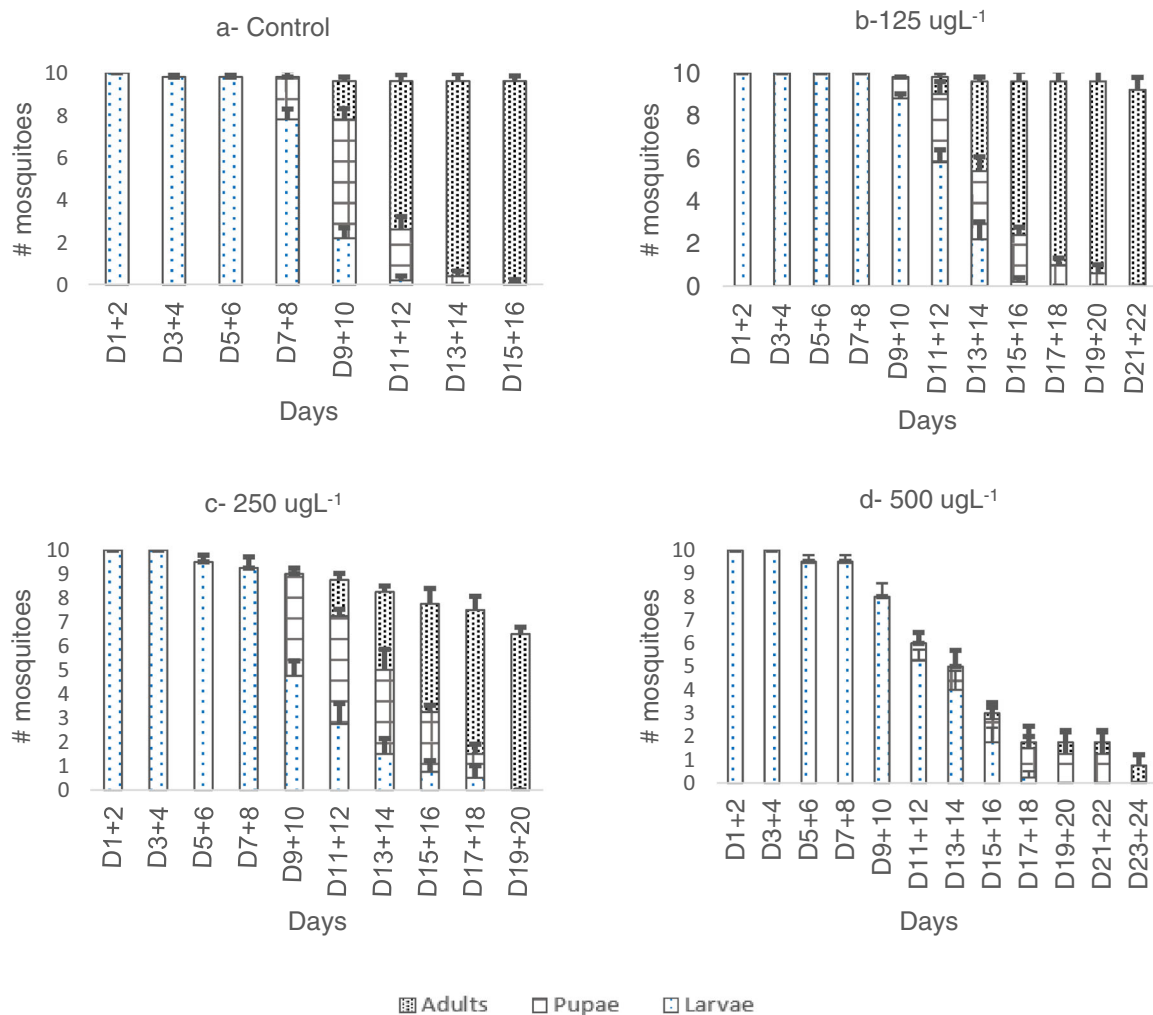 a- Control
10
8
6
4
2
0
# mosquitoes
D1+2
D3+4
D5+6
D7+8
D9+10
D11+12
D13+14
D15+16
Days
b-125 ugL-1
10
8
6
4
2
0
# mosquitoes
D1+2
D3+4
D5+6
D7+8
D9+10
D11+12
D13+14
D15+16
D17+18
D19+20
D21+22
Days
c- 250 ugL-1
10
9
8
7
6
5
4
3
2
1
0
# mosquitoes
D1+2
D3+4
D5+6
D7+8
D9+10
D11+12
D13+14
D15+16
D17+18
D19+20
Days
d- 500 ugL-1
10
9
8
7
6
5
4
3
2
1
0
# mosquitoes
D1+2
D3+4
D5+6
D7+8
D9+10
D11+12
D13+14
D15+16
D17+18
D19+20
D21+22
D23+24
Days
Adults Pupae Larvae